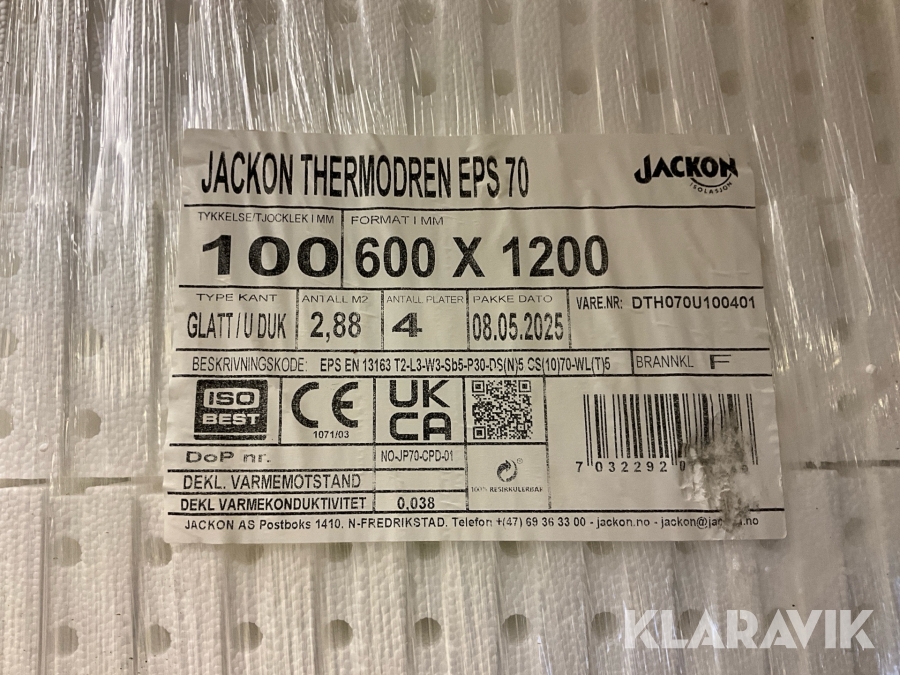 JACKON THERMODREN EPS 70
JACKON
ISOLASJON
TYKKELSE/TJOCKLEK I MM
FORMAT I MM
100
600 X 1200
TYPE KANT
ANTALL M2
ANTALL PLATER
PAKKE DATO
VARE.NR: DTH070U100401
GLATT/U DUK
2,88
4
08.05.2025
BESKRIVNINGSKODE: EPS EN 13163 T2-L3-W3-Sb5-P30-DS(N)5 CS(10)70-WL(T)5
BRANNKL F
ISO
BEST
CE
1071/03
UK
CA
7 032292
DoP nr.
NO-JP70-CPD-01
100% RESIRKULERBAR
DEKL. VARMEMOTSTAND
DEKL VARMEKONDUKTIVITET 0,038
JACKON AS Postboks 1410. N-FREDRIKSTAD. Telefon +(47) 69 36 33 00 - jackon.no -
KLARAVIK